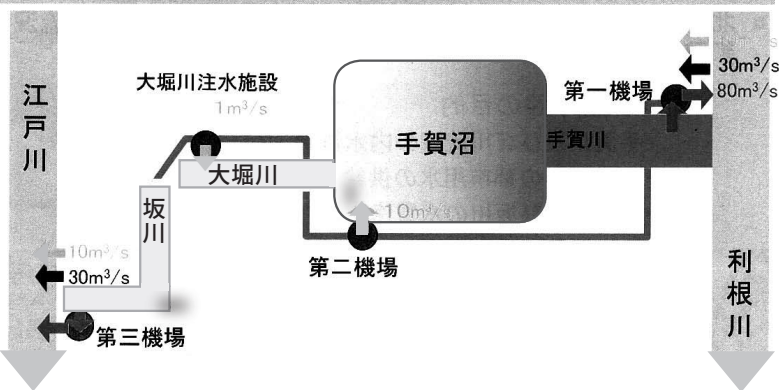 江戸川
大堀川注水施設
1m³/s
大堀川
坂川
10m³/s
30m³/s
第三機場
手賀沼
10m³/s
第二機場
第一機場
手賀川
30m³/s
80m³/s
利根川